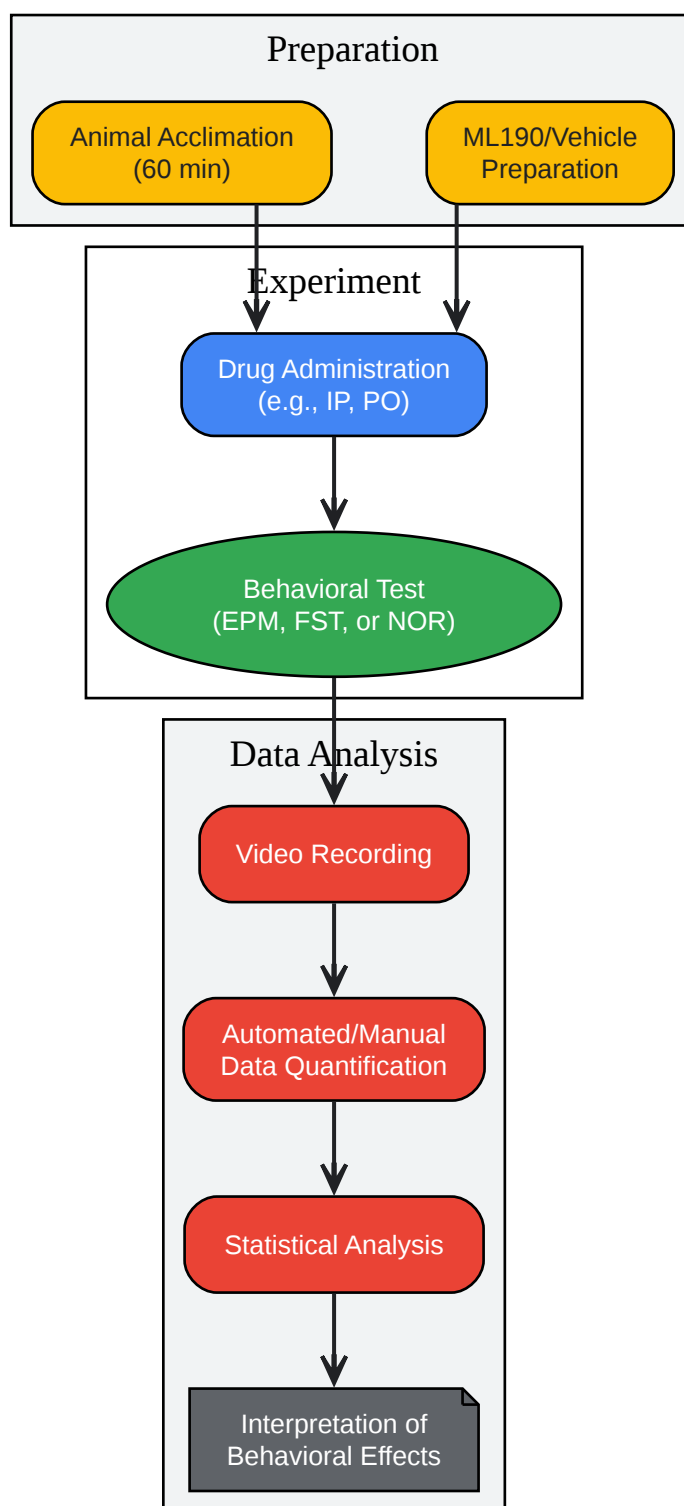 Preparation
Animal Acclimation
(60 min)
ML190/Vehicle
Preparation
Experiment
Drug Administration
(e.g., IP, PO)
Behavioral Test
(EPM, FST, or NOR)
Data Analysis
Video Recording
Automated/Manual
Data Quantification
Statistical Analysis
Interpretation of
Behavioral Effects